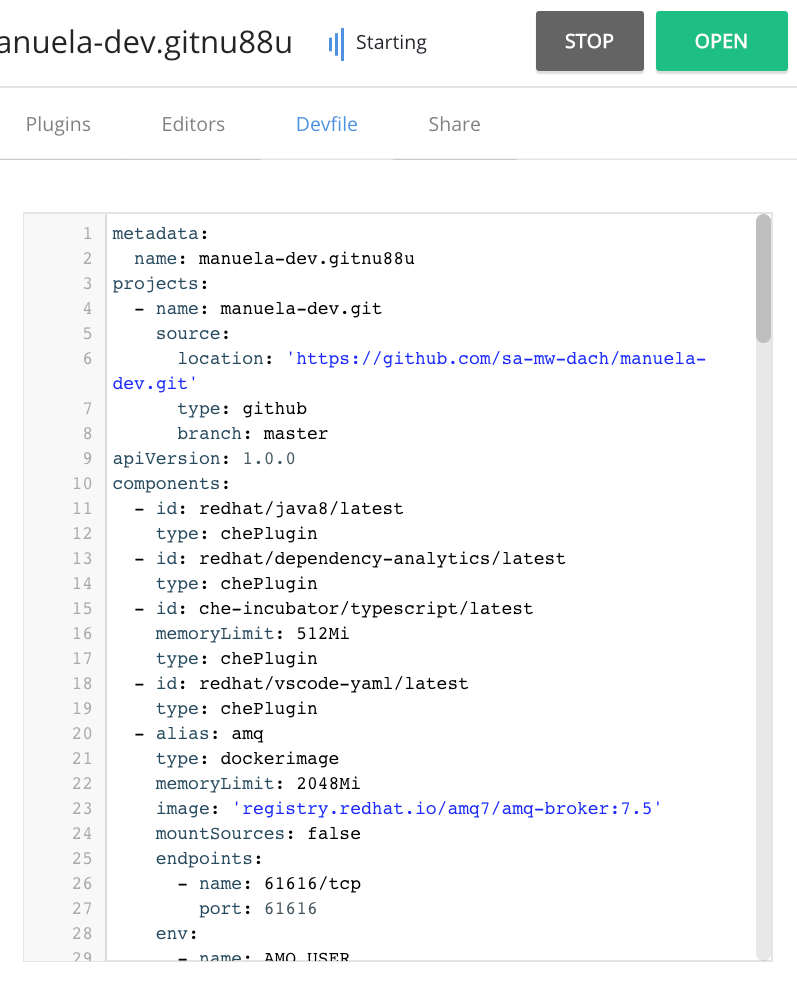 anuela-dev.gitnu88u Starting STOP OPEN
Plugins Editors Devfile Share
1 metadata:
2   name: manuela-dev.gitnu88u
3 projects:
4   - name: manuela-dev.git
5     source:
6       location: 'https://github.com/sa-mw-dach/manuela-
dev.git'
7       type: github
8       branch: master
9 apiVersion: 1.0.0
10 components:
11   - id: redhat/java8/latest
12     type: chePlugin
13   - id: redhat/dependency-analytics/latest
14     type: chePlugin
15   - id: che-incubator/typescript/latest
16     memoryLimit: 512Mi
17     type: chePlugin
18   - id: redhat/vscode-yaml/latest
19     type: chePlugin
20   - alias: amq
21     type: dockerimage
22     memoryLimit: 2048Mi
23     image: 'registry.redhat.io/amq7/amq-broker:7.5'
24     mountSources: false
25     endpoints:
26       - name: 61616/tcp
27         port: 61616
28     env:
29       - name: AMQ_USER